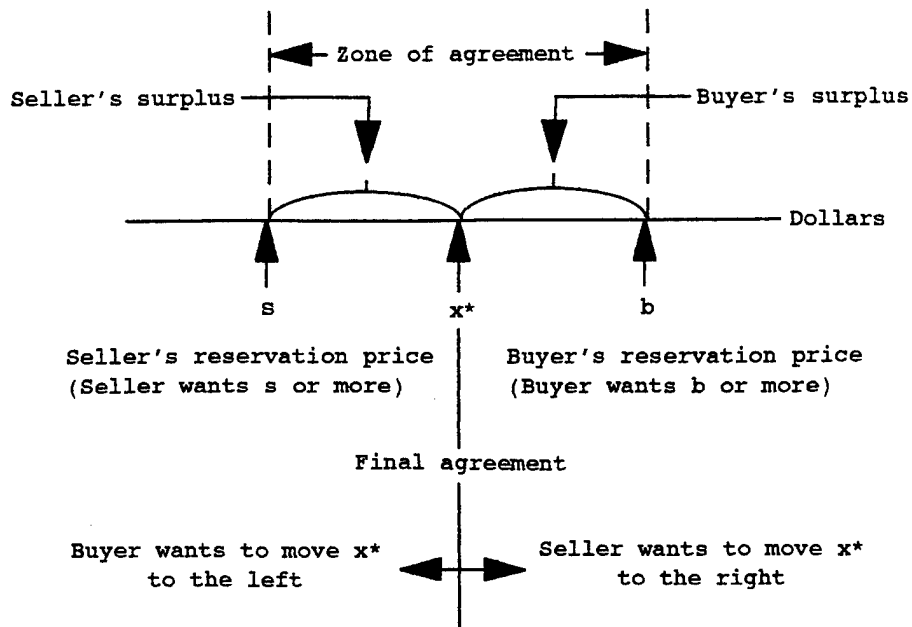 Zone of agreement
Seller's surplus
Buyer's surplus
Dollars
s
x*
b
Seller's reservation price
(Seller wants s or more)
Buyer's reservation price
(Buyer wants b or more)
Final agreement
Buyer wants to move x*
to the left
Seller wants to move x*
to the right